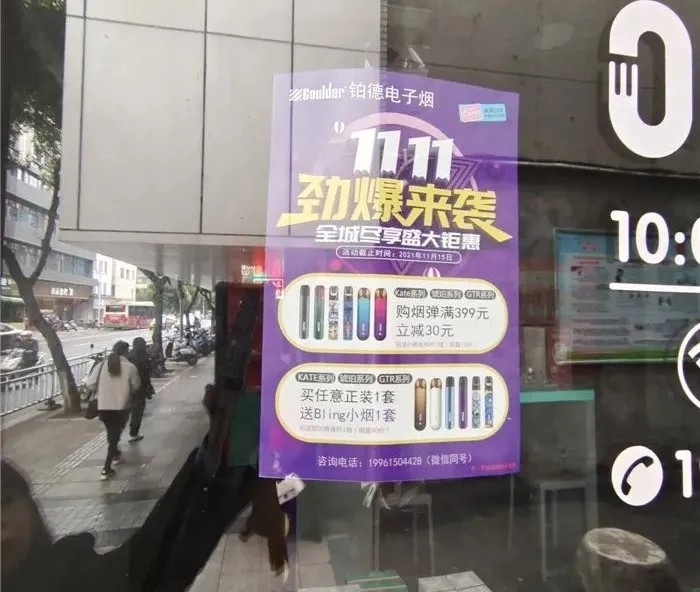 Boulder 铂德电子烟
11 11
劲爆来袭
全城尽享盛大钜惠
活动截止时间：2021年11月15日
Kate系列 琥珀系列 GTR系列
购烟弹满399元
立减30元
KATE系列 琥珀系列 GTR系列
买任意正装1套
送Bling小烟1套
咨询电话：19961504428（微信同号）
10:0
1